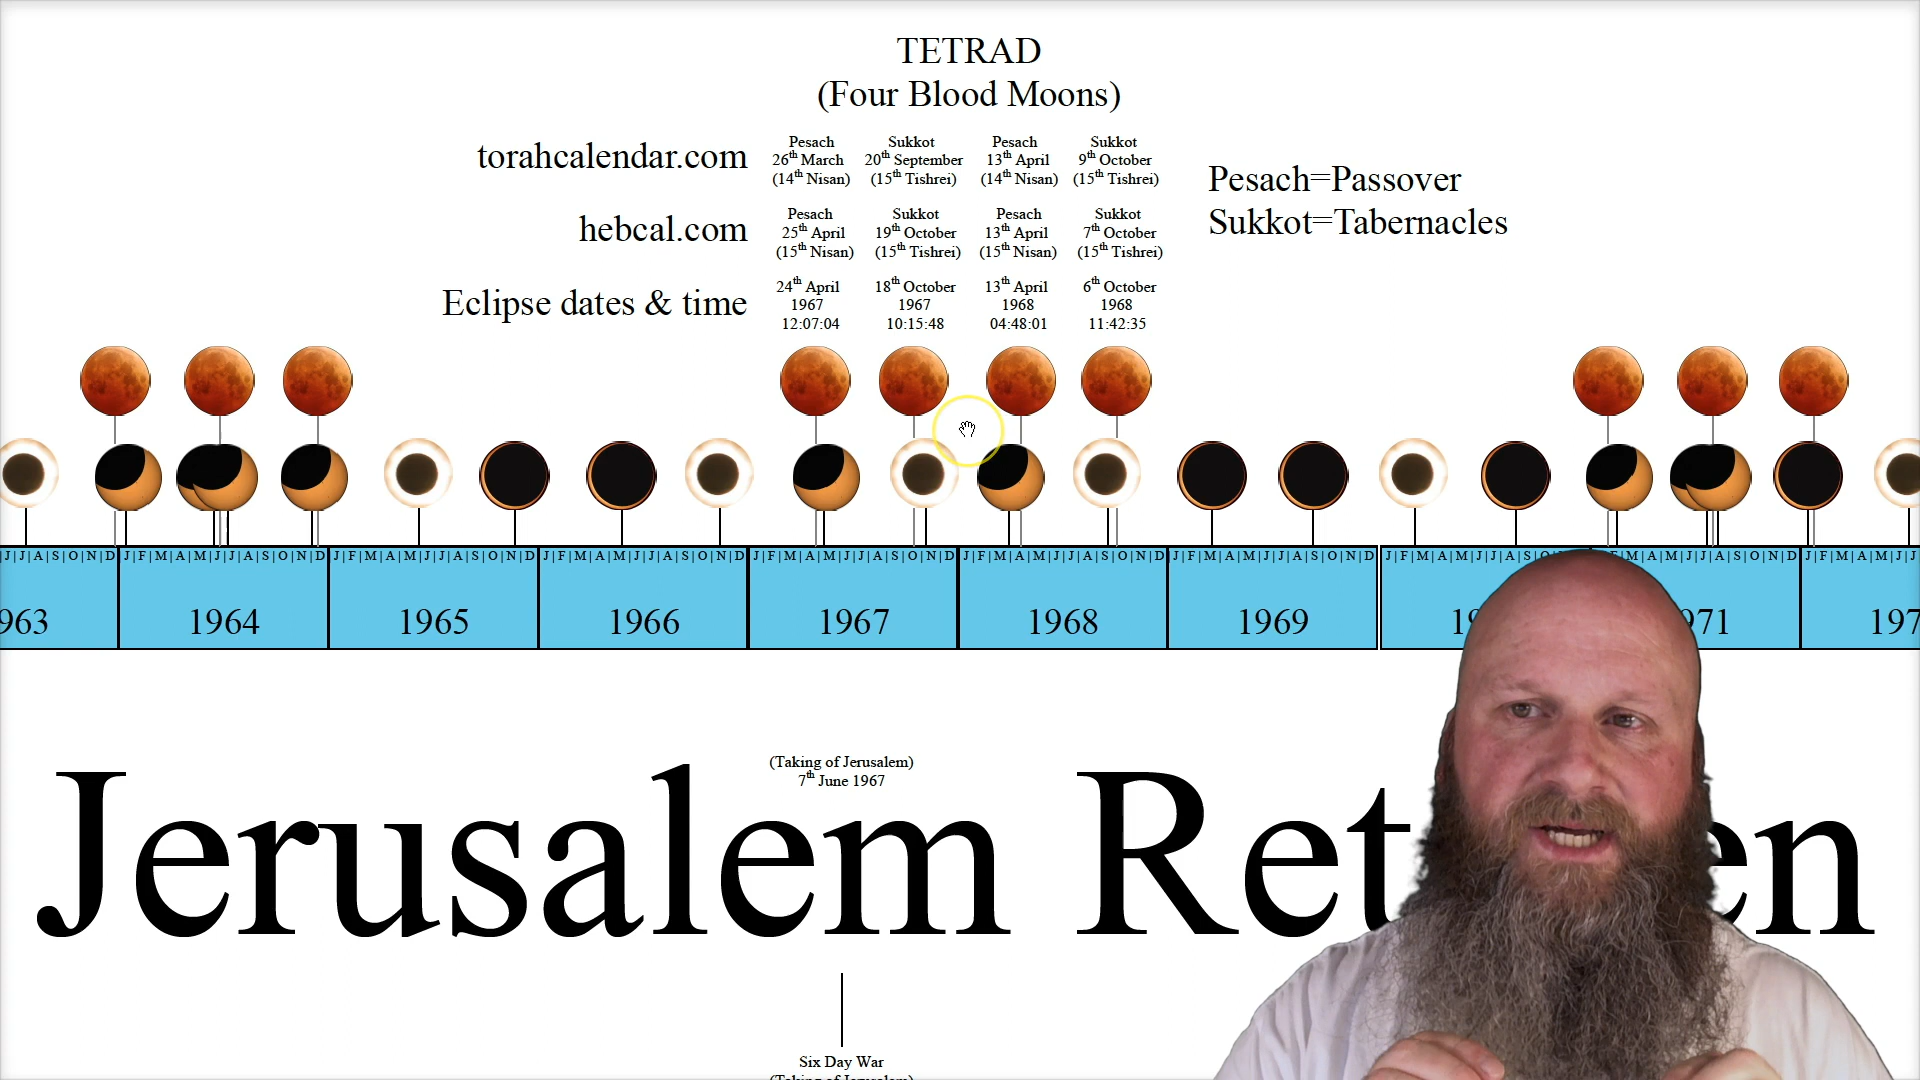 TETRAD
(Four Blood Moons)
torahcalendar.com
Pesach Sukkot Pesach Sukkot
26th March 20th September 13th April 9th October
(14th Nisan) (15th Tishrei) (14th Nisan) (15th Tishrei)
Pesach=Passover
Sukkot=Tabernacles
hebcal.com
Pesach Sukkot Pesach Sukkot
25th April 19th October 13th April 7th October
(15th Nisan) (15th Tishrei) (15th Nisan) (15th Tishrei)
Eclipse dates & time
24th April 18th October 13th April 6th October
1967 1967 1968 1968
12:07:04 10:15:48 04:48:01 11:42:35
J|J|A|S|O|N|D J|F|M|A|M|J|J|A|S|O|N|D J|F|M|A|M|J|J|A|S|O|N|D J|F|M|A|M|J|J|A|S|O|N|D J|F|M|A|M|J|J|A|S|O|N|D J|F|M|A|M|J|J|A|S|O|N|D J|F|M|A|M|J|J|A|S|O|N|D J|F|M|A|M|J|J|A|S|O M|A|M|J|J|A|S|O|N|D J|F|M|A|M|J|J
963 1964 1965 1966 1967 1968 1969 19 971 197
(Taking of Jerusalem)
7th June 1967
Jerusalem Ret en
Six Day War
(Taking of Jerusalem)